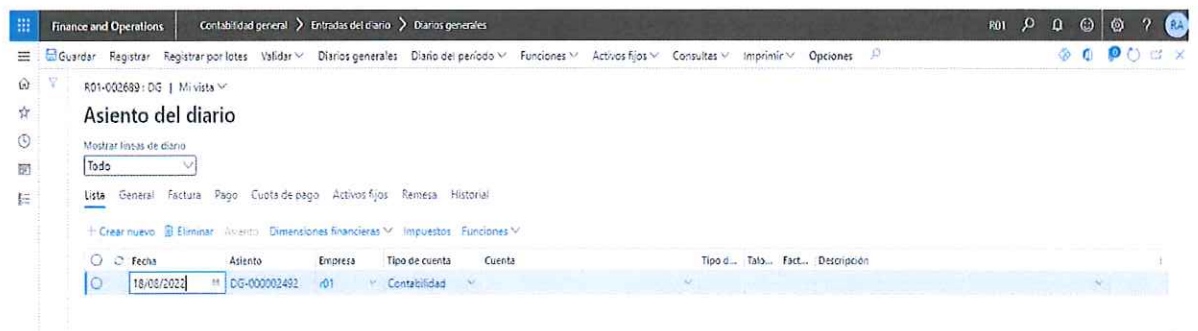 Finance and Operations Contabilidad general > Entradas del diario > Diarios generales R01 ? RA
Guardar Registrar Registrar por lotes Validar Diarios generales Diario del período Funciones Activos fijos Consultas Imprimir Opciones 0
R01-002689 : DG | Mi vista
Asiento del diario
Mostrar líneas de diario
Todo
Lista General Factura Pago Cuota de pago Activos fijos Remesa Historial
+ Crear nuevo Eliminar Asiento Dimensiones financieras Impuestos Funciones
Fecha Asiento Empresa Tipo de cuenta Cuenta Tipo d... Talo... Fact... Descripción
18/08/2022 DG-000002492 r01 Contabilidad